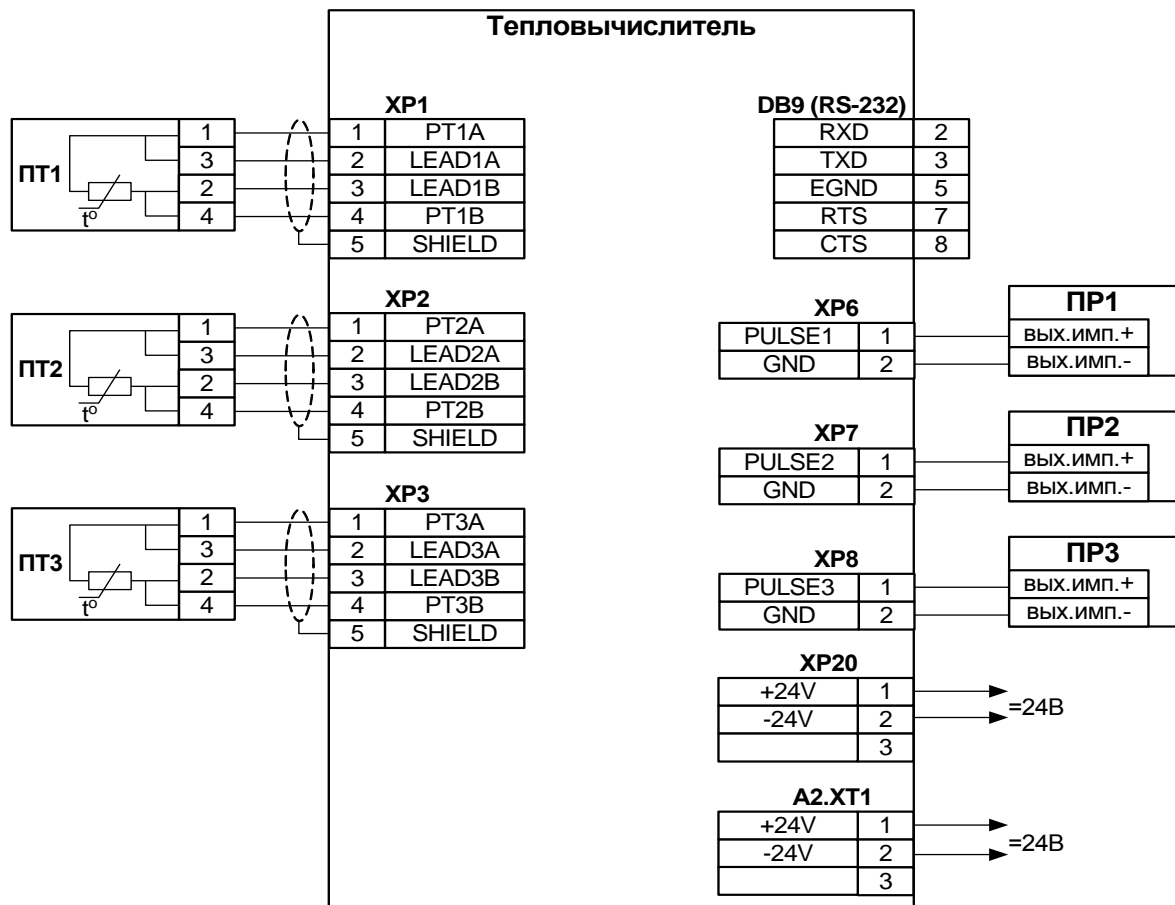 Тепловычислитель
XP1
ПТ1
tº
1
3
2
4
1 PT1A
2 LEAD1A
3 LEAD1B
4 PT1B
5 SHIELD
XP2
ПТ2
tº
1
3
2
4
1 PT2A
2 LEAD2A
3 LEAD2B
4 PT2B
5 SHIELD
XP3
ПТ3
tº
1
3
2
4
1 PT3A
2 LEAD3A
3 LEAD3B
4 PT3B
5 SHIELD
DB9 (RS-232)
RXD 2
TXD 3
EGND 5
RTS 7
CTS 8
XP6
PULSE1 1
GND 2
ПР1
вых.имп.+
вых.имп.-
XP7
PULSE2 1
GND 2
ПР2
вых.имп.+
вых.имп.-
XP8
PULSE3 1
GND 2
ПР3
вых.имп.+
вых.имп.-
XP20
+24V 1
-24V 2
3
=24В
A2.XT1
+24V 1
-24V 2
3
=24В